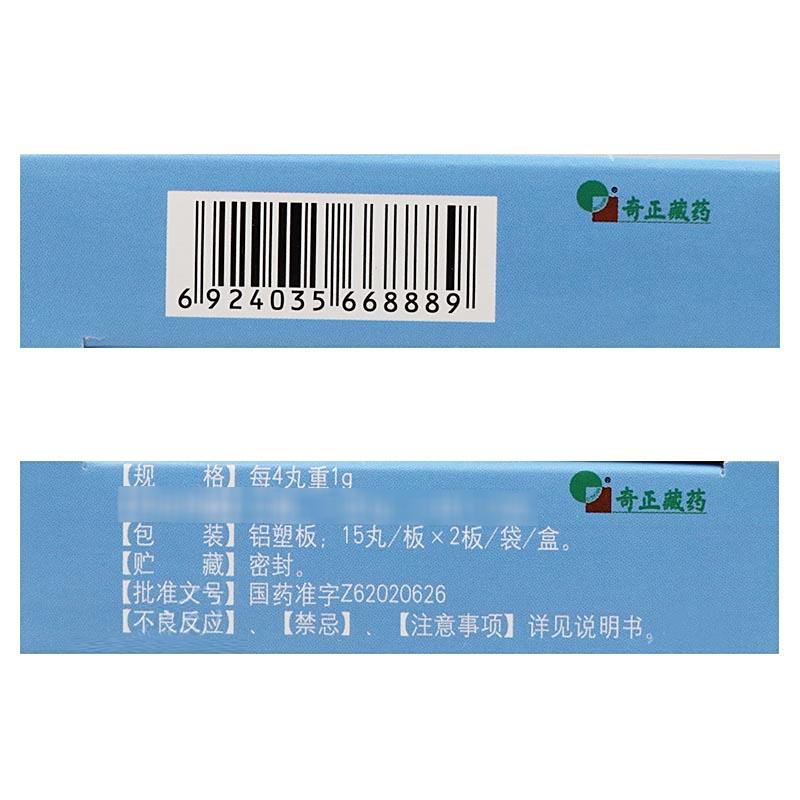 奇正藏药
6 924035 668889
【规 格】每4丸重1g
奇正藏药
【包 装】铝塑板；15丸/板×2板/袋/盒。
【贮 藏】密封。
【批准文号】国药准字Z62020626
【不良反应】、【禁忌】、【注意事项】详见说明书。